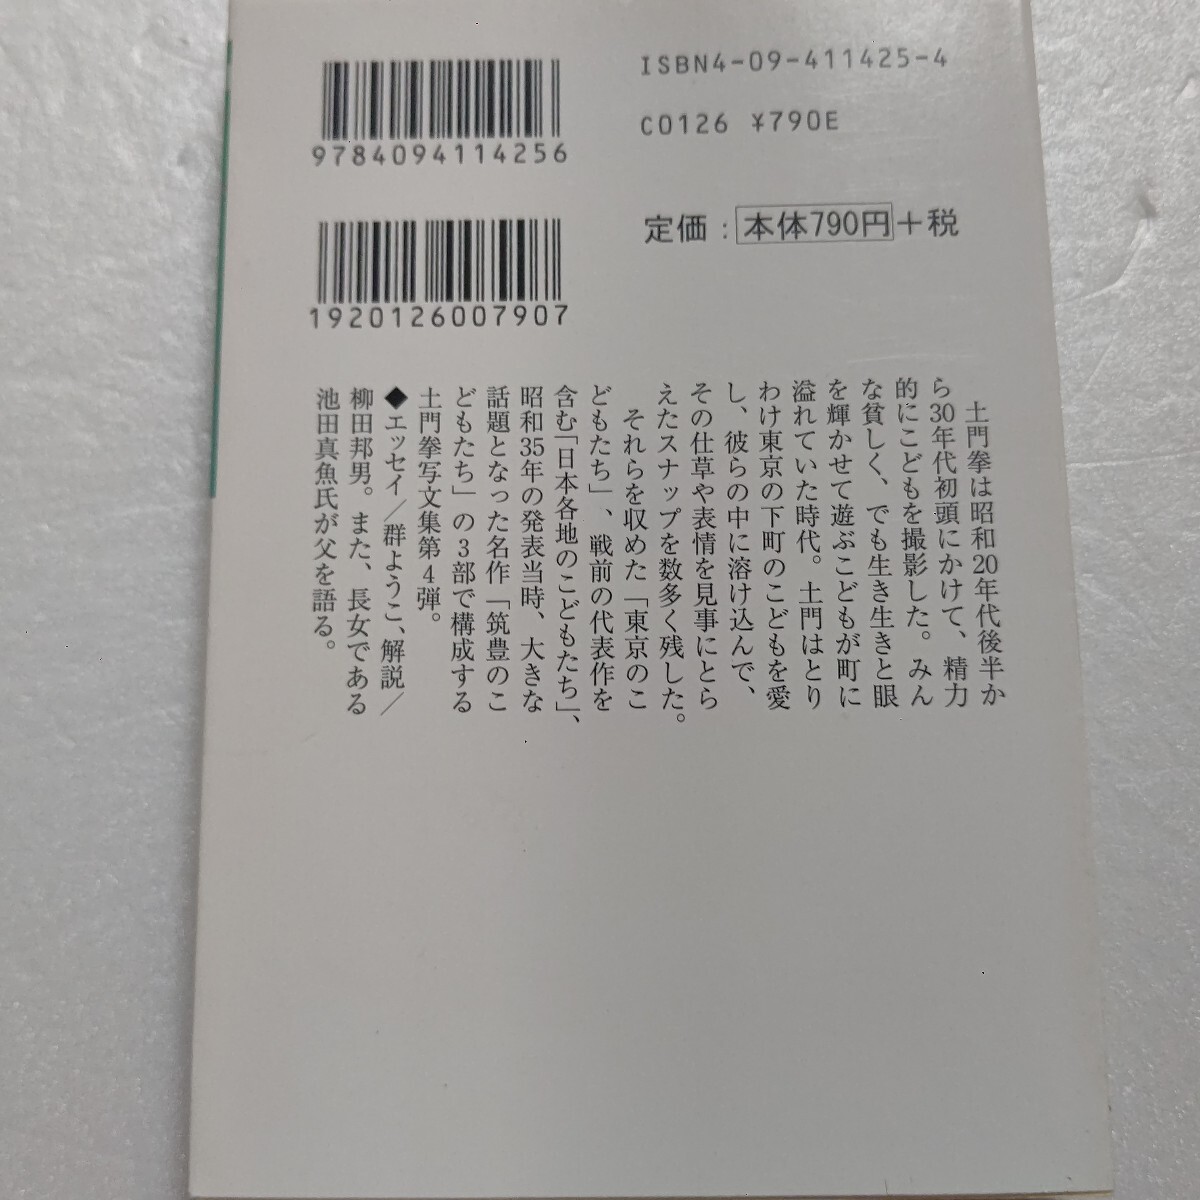 ISBN4-09-411425-4
C0126 ¥790E
9784094114256
定価:本体790円+税
1920126007907
土門拳は昭和20年代後半か
ら30年代初頭にかけて、精力
的にこどもを撮影した。みん
な貧しく、でも生き生きと眼
を輝かせて遊ぶこどもが町に
溢れていた時代。土門はとり
わけ東京の下町のこどもを愛
し、彼らの中に溶け込んで、
その仕草や表情を見事にとら
えたスナップを数多く残した。
それらを収めた「東京のこ
どもたち」、戦前の代表作を
含む「日本各地のこどもたち」、
昭和35年の発表当時、大きな
話題となった名作「筑豊のこ
どもたち」の3部で構成する
土門拳写文集第4弾。
◆エッセイ/群ようこ、解説/
柳田邦男。また、長女である
池田真魚氏が父を語る。